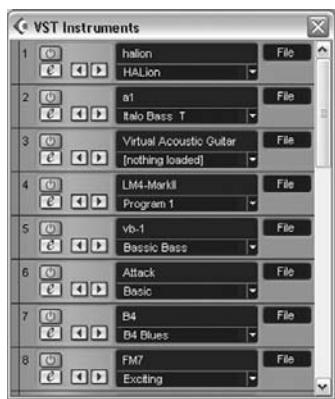 VST Instruments
1 halion File
e HALion
2 a1 File
e Italo Bass T
3 Virtual Acoustic Guitar File
e [nothing loaded]
4 LM4-MarkII File
e Program 1
5 vb-1 File
e Bassic Bass
6 Attack File
e Basic
7 B4 File
e B4 Blues
8 FM7 File
e Exciting